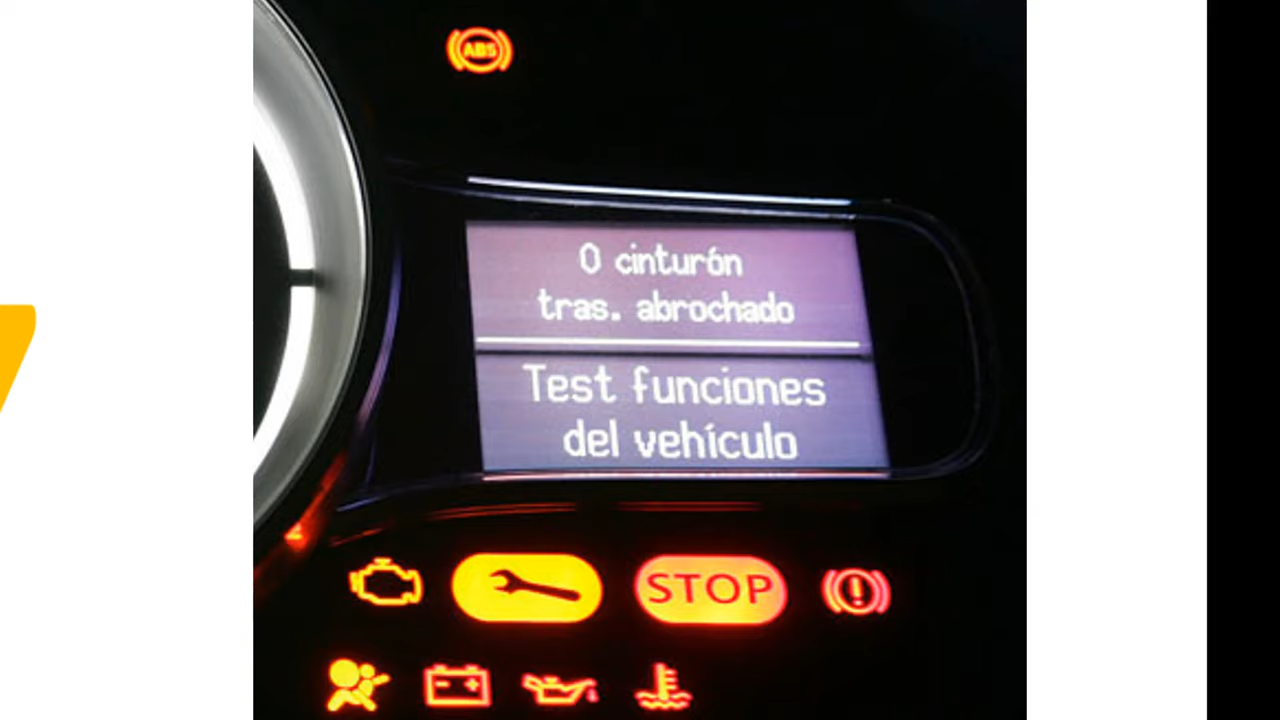 ABS
0 cinturón
tras. abrochado
Test funciones
del vehículo
STOP